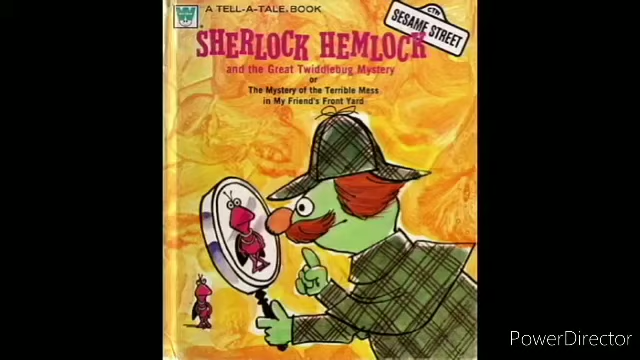 A TELL-A-TALE BOOK
CTW
SESAME STREET
SHERLOCK HEMLOCK
and the Great Twiddlebug Mystery
or
The Mystery of the Terrible Mess
in My Friend's Front Yard
PowerDirector